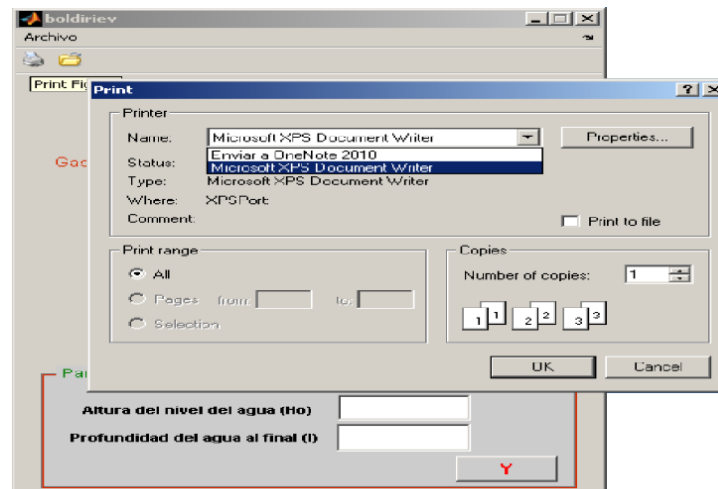 boldiriev
Archivo
Print Fig
Print
Printer
Name: Microsoft XPS Document Writer Properties...
Enviar a OneNote 2010
Microsoft XPS Document Writer
Status:
Type: Microsoft XPS Document Writer
Where: XPSPort:
Comment:
Print to file
Print range
All
Pages from: to:
Selection
Copies
Number of copies: 1
1 1 2 2 3 3
OK Cancel
Gac
Par
Altura del nivel del agua (Ho)
Profundidad del agua al final (l)
Y